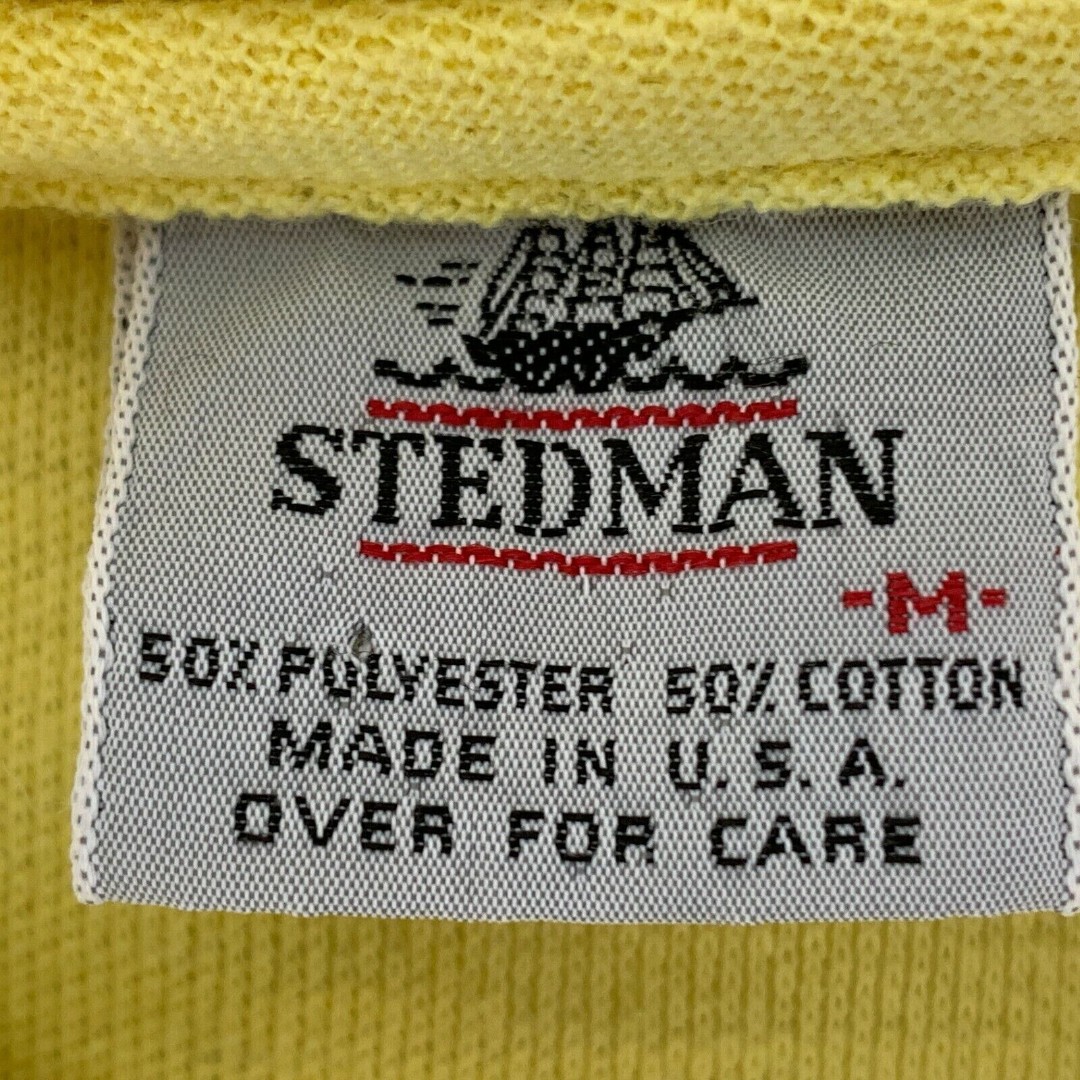 STEDMAN
-M-
50% POLYESTER 50% COTTON
MADE IN U.S.A.
OVER FOR CARE